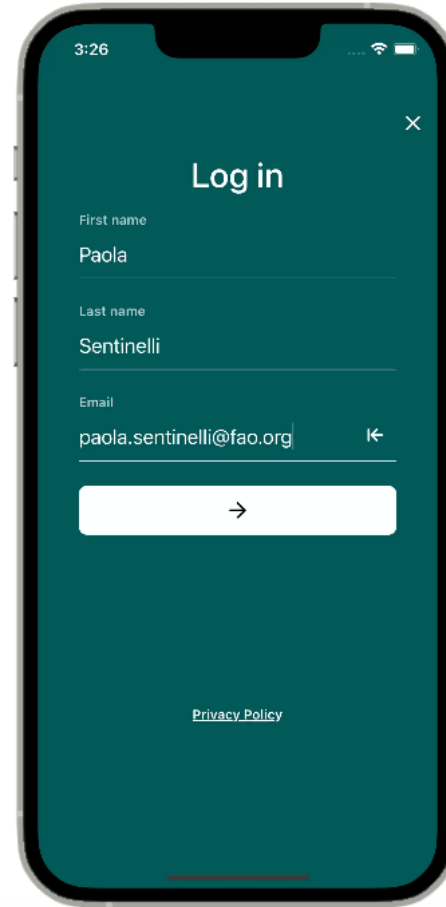 3:26
Log in
First name
Paola
Last name
Sentinelli
Email
paola.sentinelli@fao.org
Privacy Policy